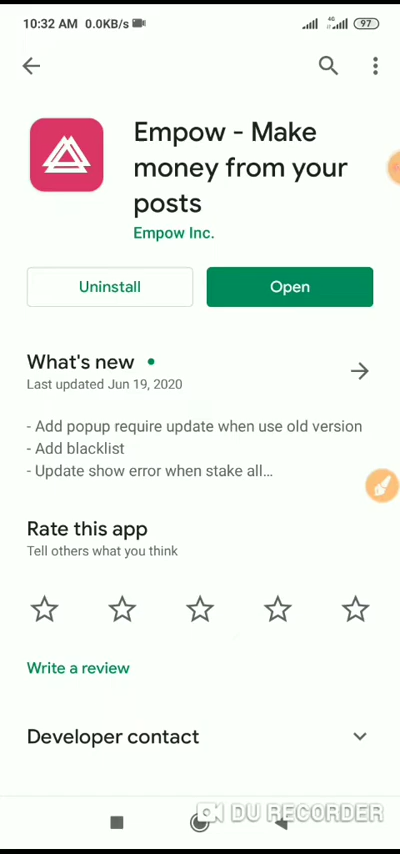 10:32 AM 0.0KB/s 4G 97
Empow - Make
money from your
posts
Empow Inc.
Uninstall
Open
What's new
Last updated Jun 19, 2020
- Add popup require update when use old version
- Add blacklist
- Update show error when stake all...
Rate this app
Tell others what you think
Write a review
Developer contact
DU RECORDER